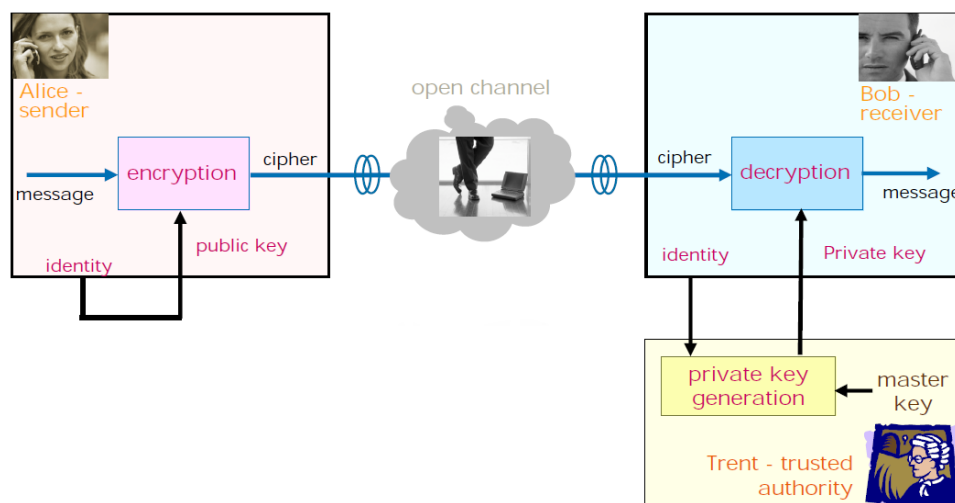 Alice -
sender
message
encryption
cipher
public key
identity
open channel
Bob -
receiver
cipher
decryption
message
identity
Private key
private key
generation
master
key
Trent - trusted
authority